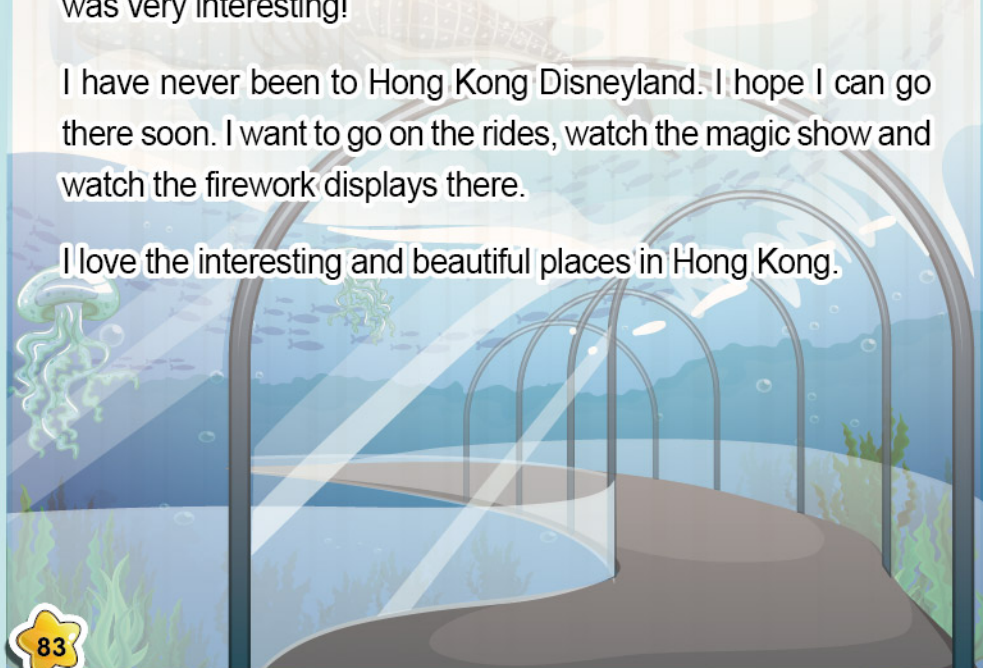 was very interesting!
I have never been to Hong Kong Disneyland. I hope I can go
there soon. I want to go on the rides, watch the magic show and
watch the firework displays there.
I love the interesting and beautiful places in Hong Kong.
83